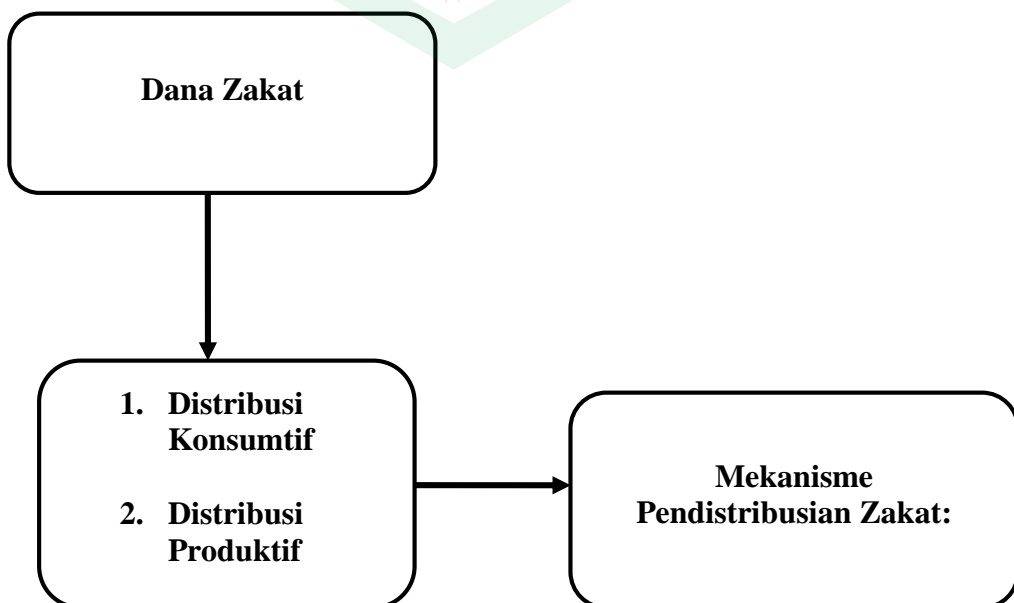 Dana Zakat
1. Distribusi
Konsumtif
2. Distribusi
Produktif
Mekanisme
Pendistribusian Zakat: